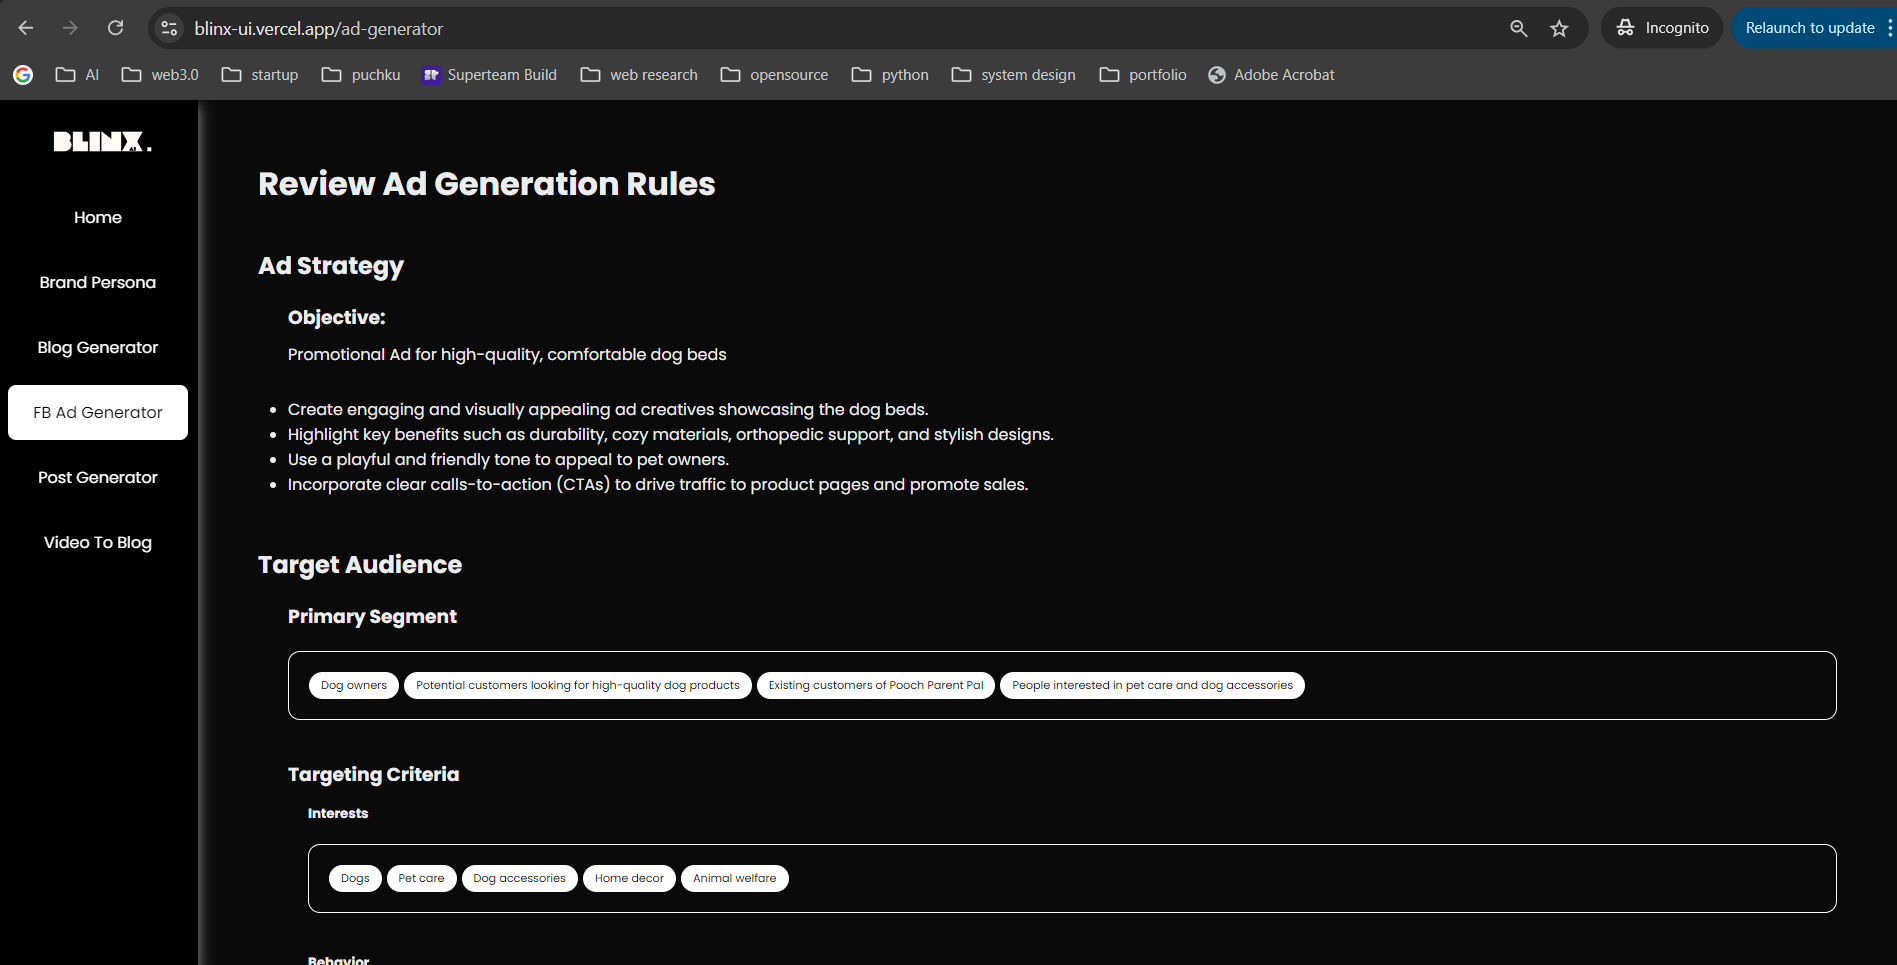 blinx-ui.vercel.app/ad-generator
Incognito
Relaunch to update
AI
web3.0
startup
puchku
Superteam Build
web research
opensource
python
system design
portfolio
Adobe Acrobat
BLINX AI.
Home
Brand Persona
Blog Generator
FB Ad Generator
Post Generator
Video To Blog
Review Ad Generation Rules
Ad Strategy
Objective:
Promotional Ad for high-quality, comfortable dog beds
• Create engaging and visually appealing ad creatives showcasing the dog beds.
• Highlight key benefits such as durability, cozy materials, orthopedic support, and stylish designs.
• Use a playful and friendly tone to appeal to pet owners.
• Incorporate clear calls-to-action (CTAs) to drive traffic to product pages and promote sales.
Target Audience
Primary Segment
Dog owners Potential customers looking for high-quality dog products Existing customers of Pooch Parent Pal People interested in pet care and dog accessories
Targeting Criteria
Interests
Dogs Pet care Dog accessories Home decor Animal welfare
Behavior